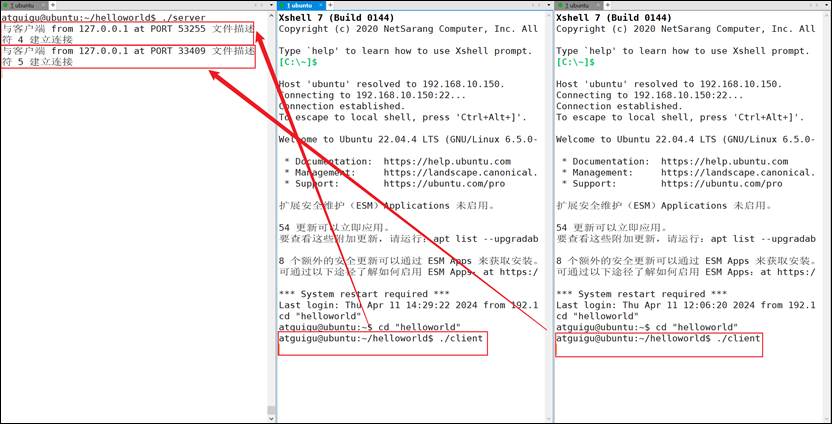 1 ubuntu
atguigu@ubuntu:~/helloworld$ ./server
与客户端 from 127.0.0.1 at PORT 53255 文件描述
符 4 建立连接
与客户端 from 127.0.0.1 at PORT 33409 文件描述
符 5 建立连接
1 ubuntu
Xshell 7 (Build 0144)
Copyright (c) 2020 NetSarang Computer, Inc. All
Type `help' to learn how to use Xshell prompt.
[C:\~]$
Host 'ubuntu' resolved to 192.168.10.150.
Connecting to 192.168.10.150:22...
Connection established.
To escape to local shell, press 'Ctrl+Alt+]'.
Welcome to Ubuntu 22.04.4 LTS (GNU/Linux 6.5.0-
* Documentation: https://help.ubuntu.com
* Management: https://landscape.canonical.
* Support: https://ubuntu.com/pro
扩展安全维护（ESM）Applications 未启用。
54 更新可以立即应用。
要查看这些附加更新，请运行：apt list --upgradab
8 个额外的安全更新可以通过 ESM Apps 来获取安装。
可通过以下途径了解如何启用 ESM Apps：at https:/
*** System restart required ***
Last login: Thu Apr 11 14:29:22 2024 from 192.1
cd "helloworld"
atguigu@ubuntu:~$ cd "helloworld"
atguigu@ubuntu:~/helloworld$ ./client
1 ubuntu
Xshell 7 (Build 0144)
Copyright (c) 2020 NetSarang Computer, Inc. All
Type `help' to learn how to use Xshell prompt.
[C:\~]$
Host 'ubuntu' resolved to 192.168.10.150.
Connecting to 192.168.10.150:22...
Connection established.
To escape to local shell, press 'Ctrl+Alt+]'.
Welcome to Ubuntu 22.04.4 LTS (GNU/Linux 6.5.0-
* Documentation: https://help.ubuntu.com
* Management: https://landscape.canonical.
* Support: https://ubuntu.com/pro
扩展安全维护（ESM）Applications 未启用。
54 更新可以立即应用。
要查看这些附加更新，请运行：apt list --upgradab
8 个额外的安全更新可以通过 ESM Apps 来获取安装。
可通过以下途径了解如何启用 ESM Apps：at https:/
*** System restart required ***
Last login: Thu Apr 11 12:06:20 2024 from 192.1
cd "helloworld"
atguigu@ubuntu:~$ cd "helloworld"
atguigu@ubuntu:~/helloworld$ ./client